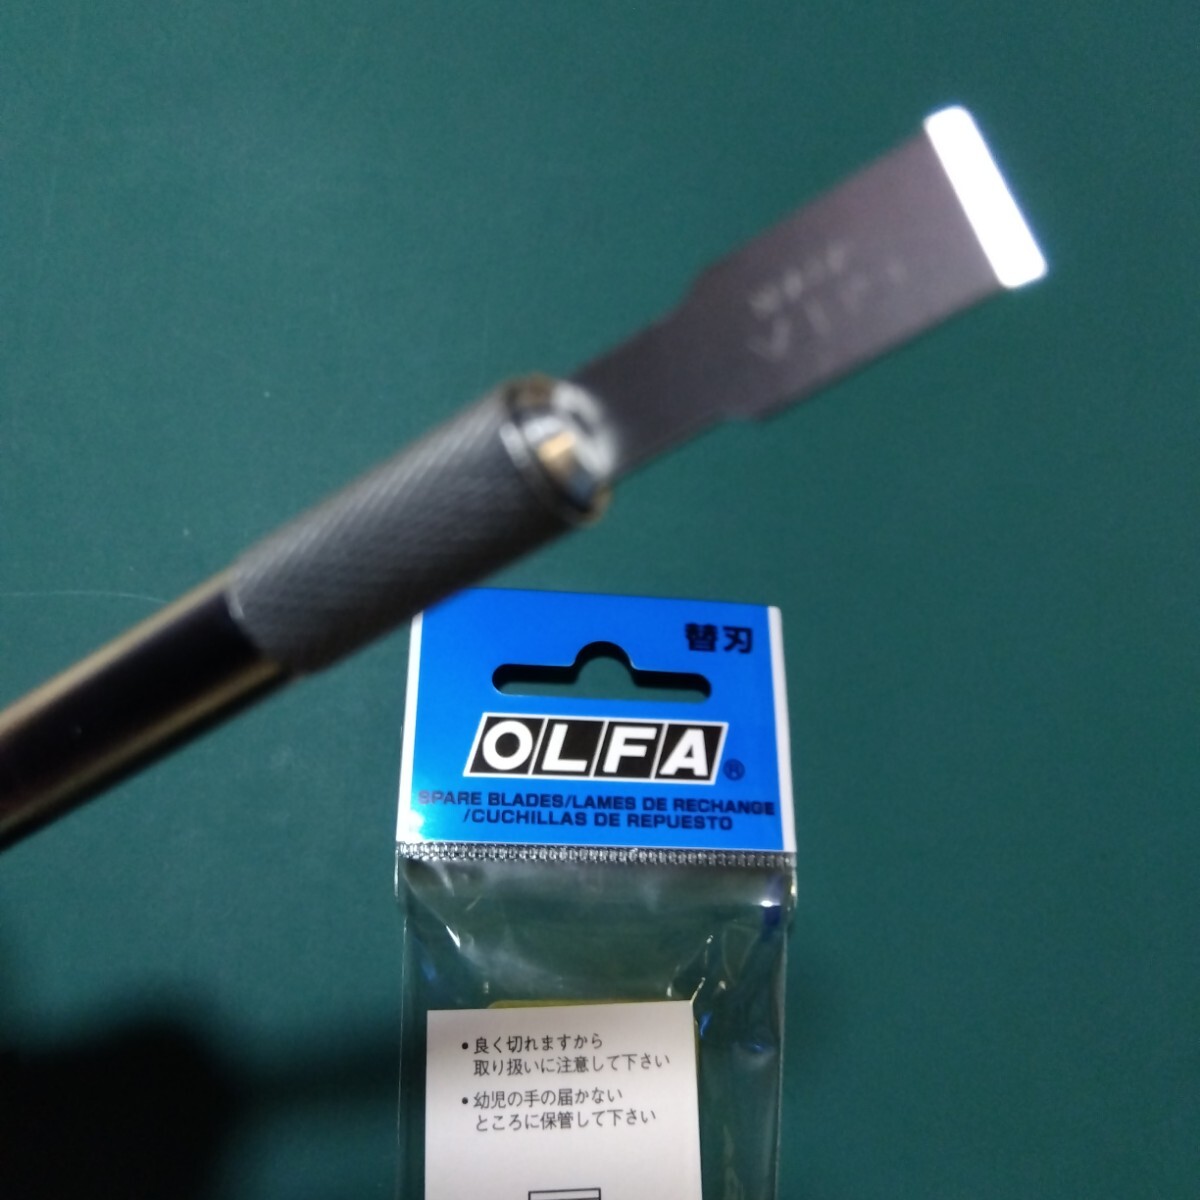 替刃
OLFA®
SPARE BLADES/LAMES DE RECHANGE
/CUCHILLAS DE REPUESTO
• 良く切れますから
取り扱いに注意して下さい
• 幼児の手の届かない
ところに保管して下さい